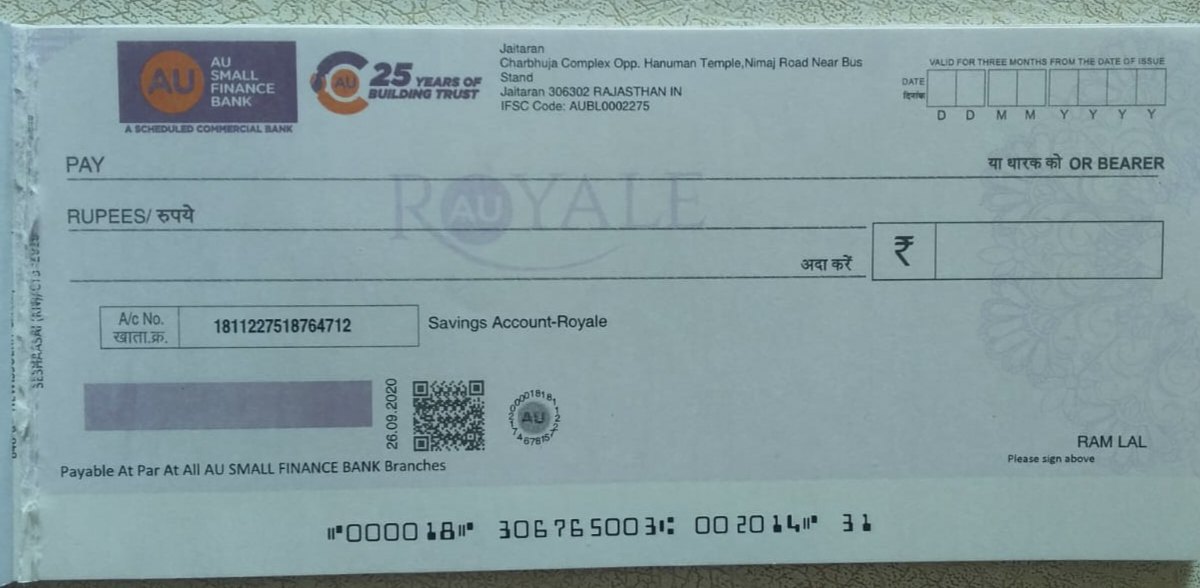 AU
AU
SMALL
FINANCE
BANK
A SCHEDULED COMMERCIAL BANK
AU
25 YEARS OF
BUILDING TRUST
Jaitaran
Charbhuja Complex Opp. Hanuman Temple,Nimaj Road Near Bus
Stand
Jaitaran 306302 RAJASTHAN IN
IFSC Code: AUBL0002275
VALID FOR THREE MONTHS FROM THE DATE OF ISSUE
DATE
दिनांक
D D M M Y Y Y Y
PAY
या धारक को OR BEARER
ROYALE
AU
RUPEES/ रुपये
अदा करें
₹
A/c No.
खाता.क्र.
1811227518764712
Savings Account-Royale
26.09.2020
AU
RAM LAL
Please sign above
Payable At Par At All AU SMALL FINANCE BANK Branches
⑈000018⑈ 306765003⑆ 002014⑈ 31